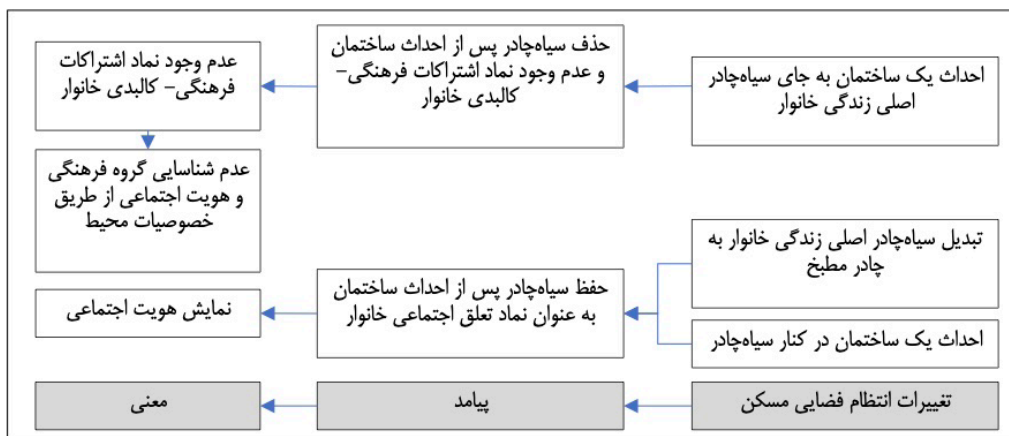 احداث یک ساختمان به جای سیاه‌چادر
اصلی زندگی خانوار
حذف سیاه‌چادر پس از احداث ساختمان
و عدم وجود نماد اشتراکات فرهنگی–
کالبدی خانوار
عدم وجود نماد اشتراکات
فرهنگی– کالبدی خانوار
عدم شناسایی گروه فرهنگی
و هویت اجتماعی از طریق
خصوصیات محیط
تبدیل سیاه‌چادر اصلی زندگی خانوار به
چادر مطبخ
احداث یک ساختمان در کنار سیاه‌چادر
حفظ سیاه‌چادر پس از احداث ساختمان
به عنوان نماد تعلق اجتماعی خانوار
نمایش هویت اجتماعی
تغییرات انتظام فضایی مسکن
پیامد
معنی